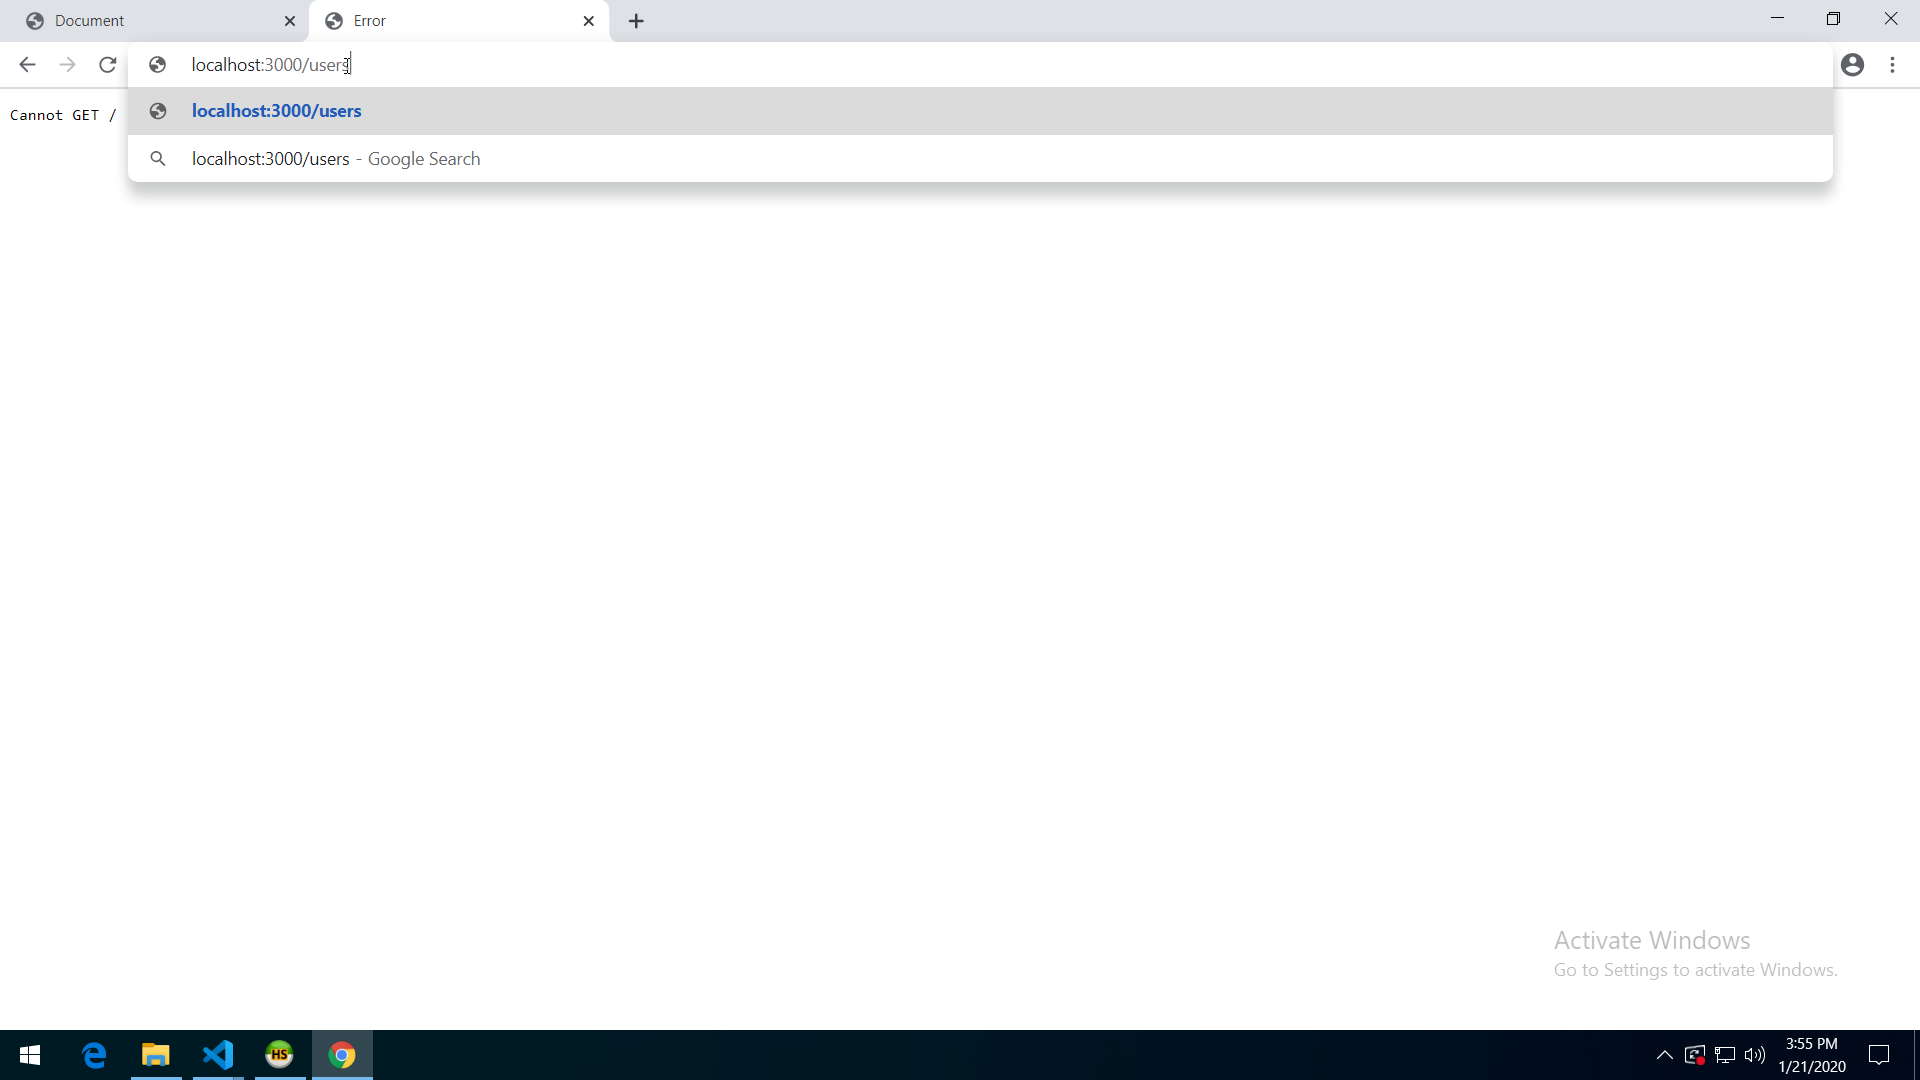 Document
Error
localhost:3000/users
Cannot GET /
localhost:3000/users
localhost:3000/users - Google Search
Activate Windows
Go to Settings to activate Windows.
HS
3:55 PM
1/21/2020